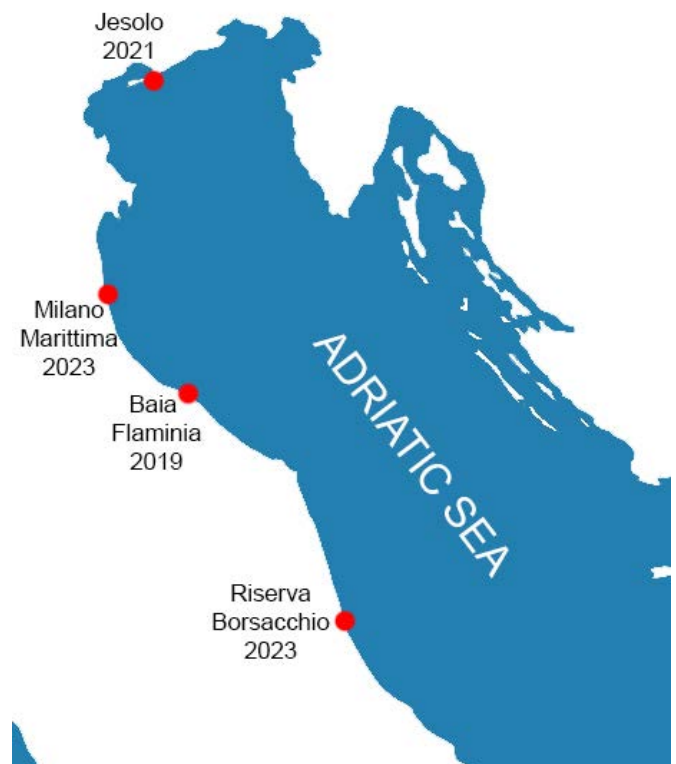 Jesolo
2021
Milano
Marittima
2023
ADRIATIC SEA
Baia
Flaminia
2019
Riserva
Borsacchio
2023